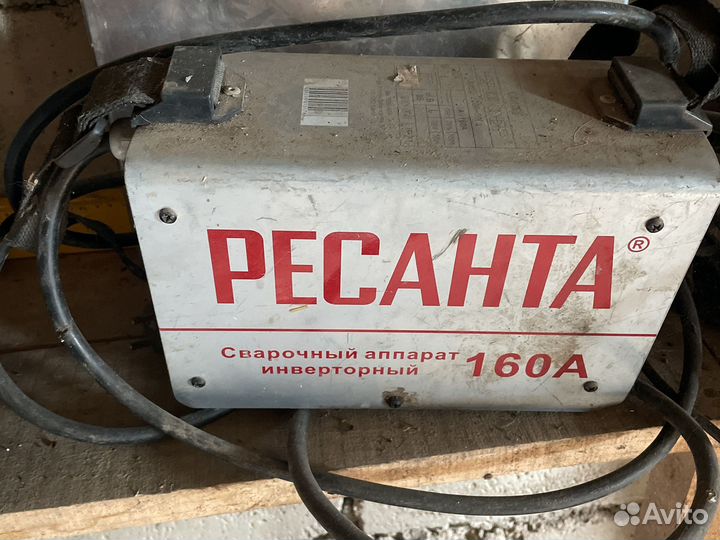 РЕСАНТА®
Сварочный аппарат
инверторный 160А
Avito